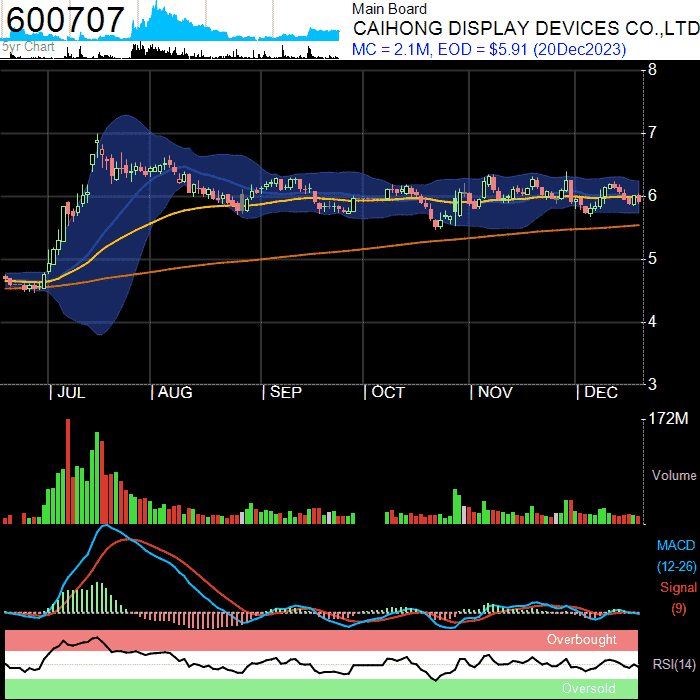 600707
5yr Chart
Main Board
CAIHONG DISPLAY DEVICES CO.,LTD
MC = 2.1M, EOD = $5.91 (20Dec2023)
8
7
6
5
4
3
JUL
AUG
SEP
OCT
NOV
DEC
172M
Volume
MACD
(12-26)
Signal
(9)
Overbought
RSI(14)
Oversold